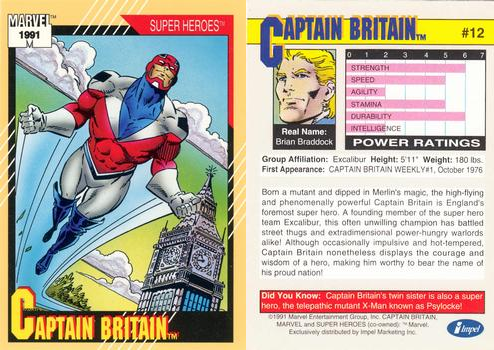 MARVEL
1991
M
SUPER HEROES™
CAPTAIN BRITAIN™
CAPTAIN BRITAIN™
#12
0 1 2 3 4 5 6 7
STRENGTH
SPEED
AGILITY
STAMINA
DURABILITY
INTELLIGENCE
POWER RATINGS
Real Name:
Brian Braddock
Group Affiliation: Excalibur Height: 5'11" Weight: 180 lbs.
First Appearance: CAPTAIN BRITAIN WEEKLY#1, October 1976
Born a mutant and dipped in Merlin's magic, the high-flying
and phenomenally powerful Captain Britain is England's
foremost super hero. A founding member of the super hero
team Excalibur, this often unwilling champion has battled
street thugs and extradimensional power-hungry warlords
alike! Although occasionally impulsive and hot-tempered,
Captain Britain nonetheless displays the courage and
wisdom of a hero, making him worthy to bear the name of
his proud nation!
Did You Know: Captain Britain's twin sister is also a super
hero, the telepathic mutant X-Man known as Psylocke!
©1991 Marvel Entertainment Group, Inc. CAPTAIN BRITAIN,
MARVEL and SUPER HEROES (co-owned): ™ Marvel.
Exclusively distributed by Impel Marketing Inc.
Impel